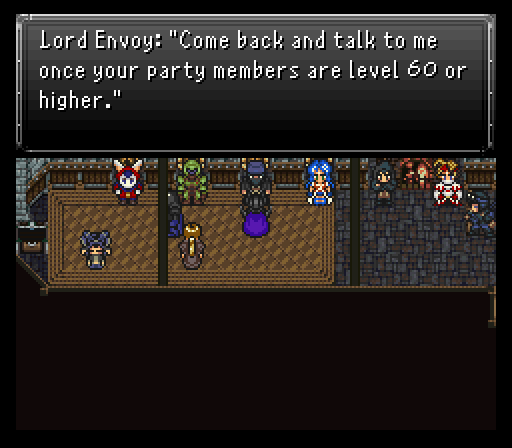 Lord Envoy: "Come back and talk to me
once your party members are level 60 or
higher."